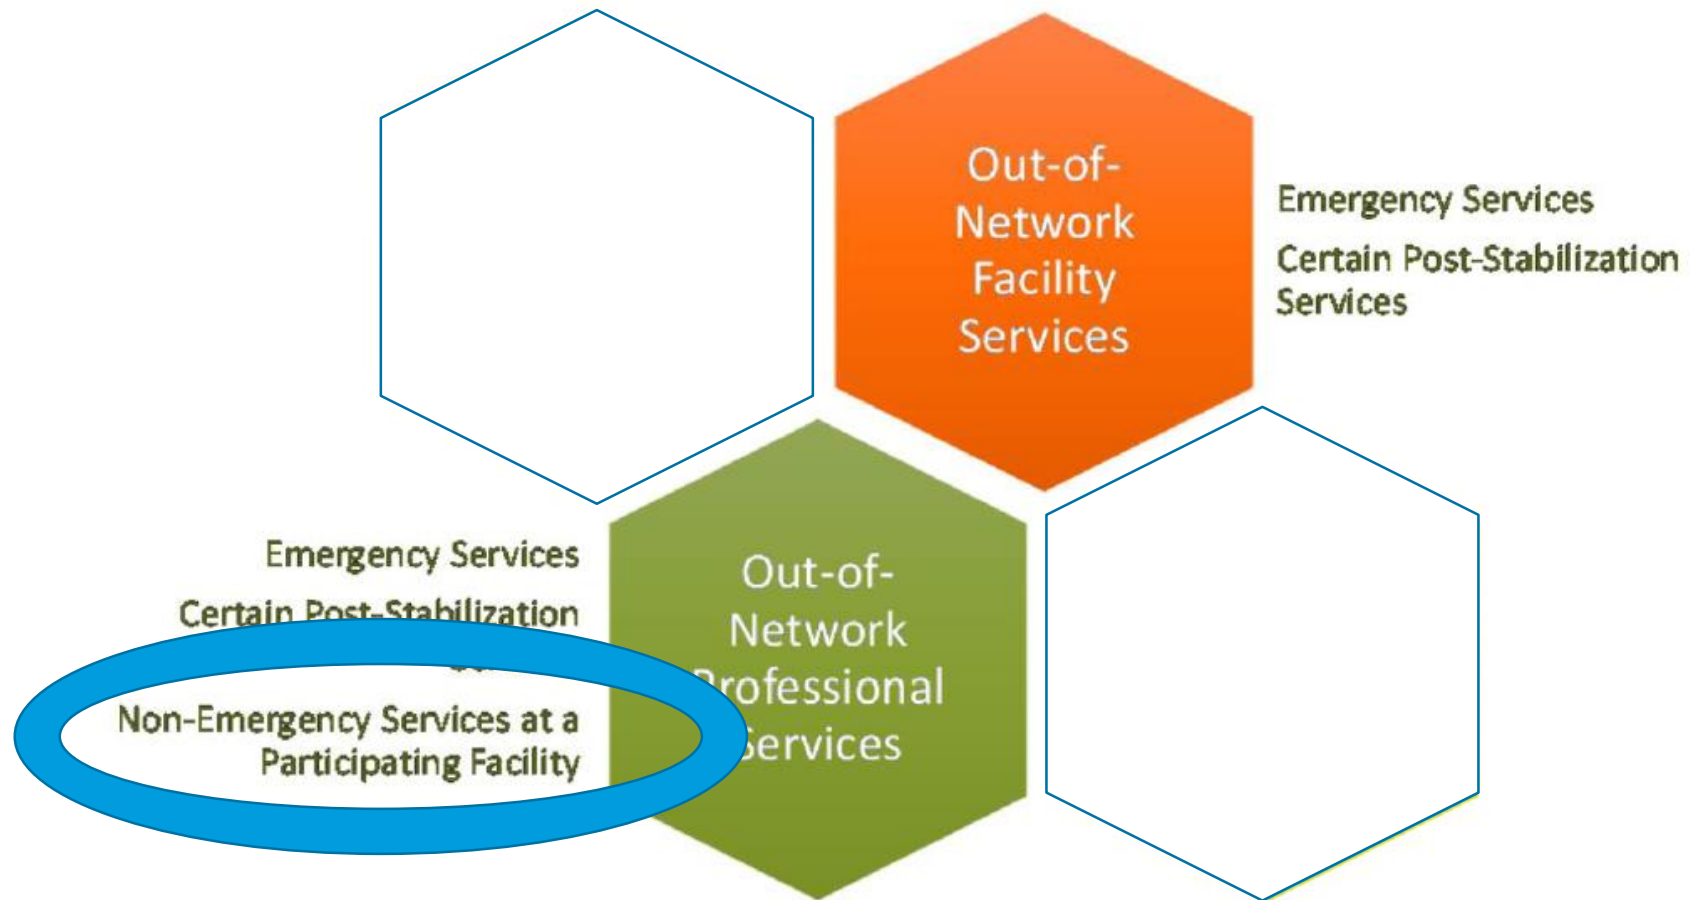 Out-of-
Network
Facility
Services
Emergency Services
Certain Post-Stabilization
Services
Emergency Services
Certain Post-Stabilization
Non-Emergency Services at a
Participating Facility
Out-of-
Network
Professional
Services